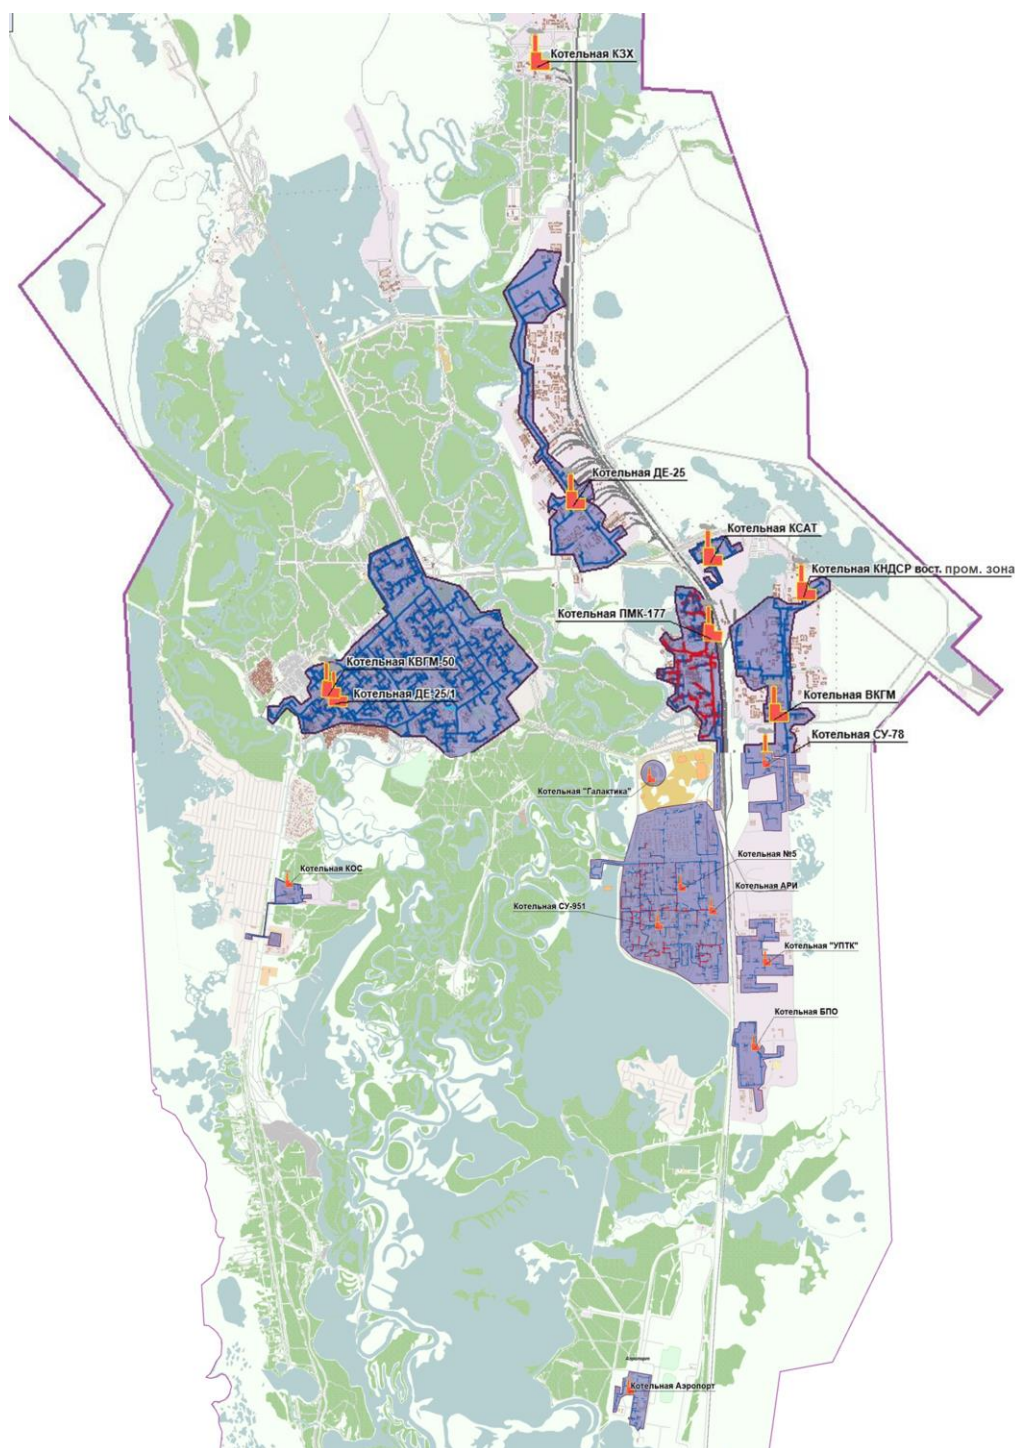 Котельная КЗХ
Котельная ДЕ-25
Котельная КСАТ
Котельная КНДСР вост. пром. зона
Котельная ПМК-177
Котельная КВГМ-50
Котельная ДЕ-25/1
Котельная ВКГМ
Котельная СУ-78
Котельная "Галактика"
Котельная №5
Котельная КОС
Котельная АРИ
Котельная СУ-951
Котельная "УПТК"
Котельная БПО
Аэропорт
Котельная Аэропорт